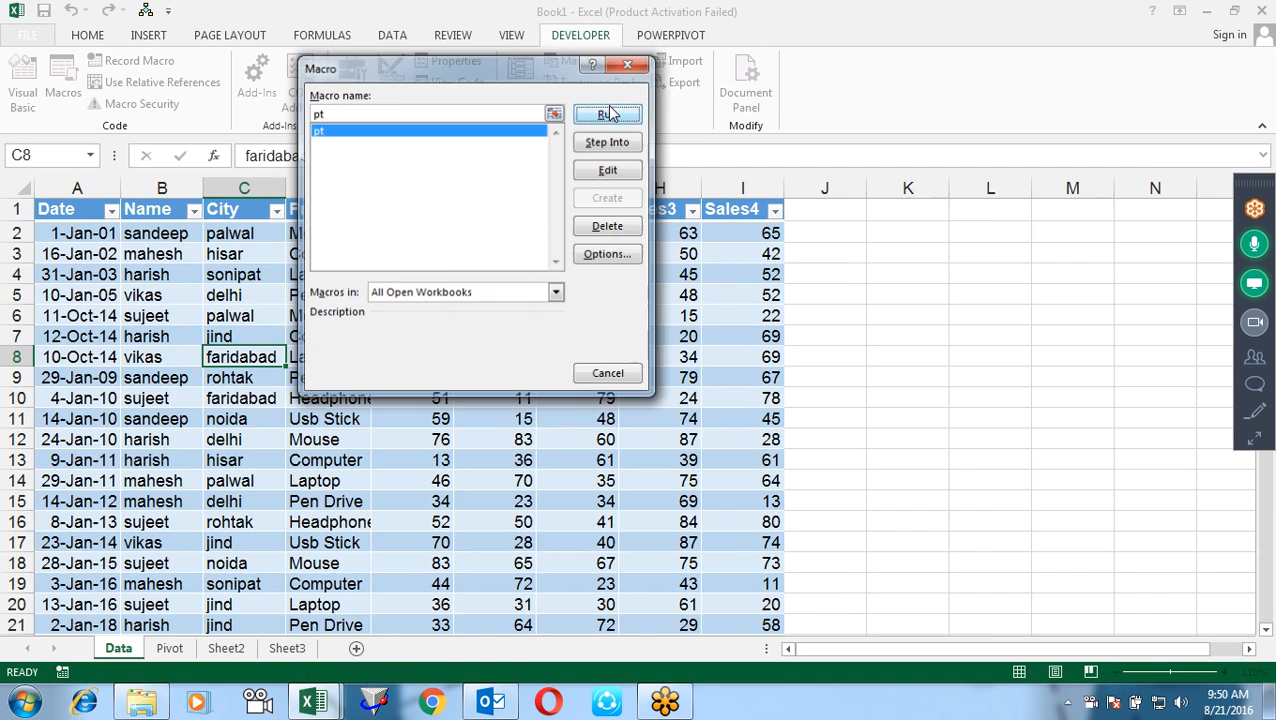 Book1 - Excel (Product Activation Failed)
FILE HOME INSERT PAGE LAYOUT FORMULAS DATA REVIEW VIEW DEVELOPER POWERPIVOT Sign in
Visual Basic
Macros
Record Macro
Use Relative References
Macro Security
Code
Add-Ins
Properties
Import
Document Panel
Modify
Macro
Macro name:
pt
pt
Run
Step Into
Edit
Create
Delete
Options...
Macros in: All Open Workbooks
Description
Cancel
C8 fx
A B C H I J K L M N
1 Date Name City Sales4
2 1-Jan-01 sandeep palwal 63 65
3 16-Jan-02 mahesh hisar 50 42
4 31-Jan-03 harish sonipat 45 52
5 10-Jan-05 vikas delhi 48 52
6 11-Oct-14 sujeet palwal 15 22
7 12-Oct-14 harish jind 20 69
8 10-Oct-14 vikas faridabad 34 69
9 29-Jan-09 sandeep rohtak 79 67
10 4-Jan-10 sujeet faridabad Headphone 51 11 79 24 78
11 14-Jan-10 sandeep noida Usb Stick 59 15 48 74 45
12 24-Jan-10 harish delhi Mouse 76 83 60 87 28
13 9-Jan-11 harish hisar Computer 13 36 61 39 61
14 29-Jan-11 mahesh palwal Laptop 46 70 35 75 64
15 14-Jan-12 mahesh delhi Pen Drive 34 23 34 69 13
16 8-Jan-13 sujeet rohtak Headphone 52 50 41 84 80
17 23-Jan-14 vikas jind Usb Stick 70 28 40 87 74
18 28-Jan-15 sujeet noida Mouse 83 65 67 75 73
19 3-Jan-16 mahesh sonipat Computer 44 72 23 43 11
20 13-Jan-16 sujeet jind Laptop 36 31 30 61 20
21 2-Jan-18 harish jind Pen Drive 33 64 72 29 58
Data Pivot Sheet2 Sheet3
READY
9:50 AM
8/21/2016